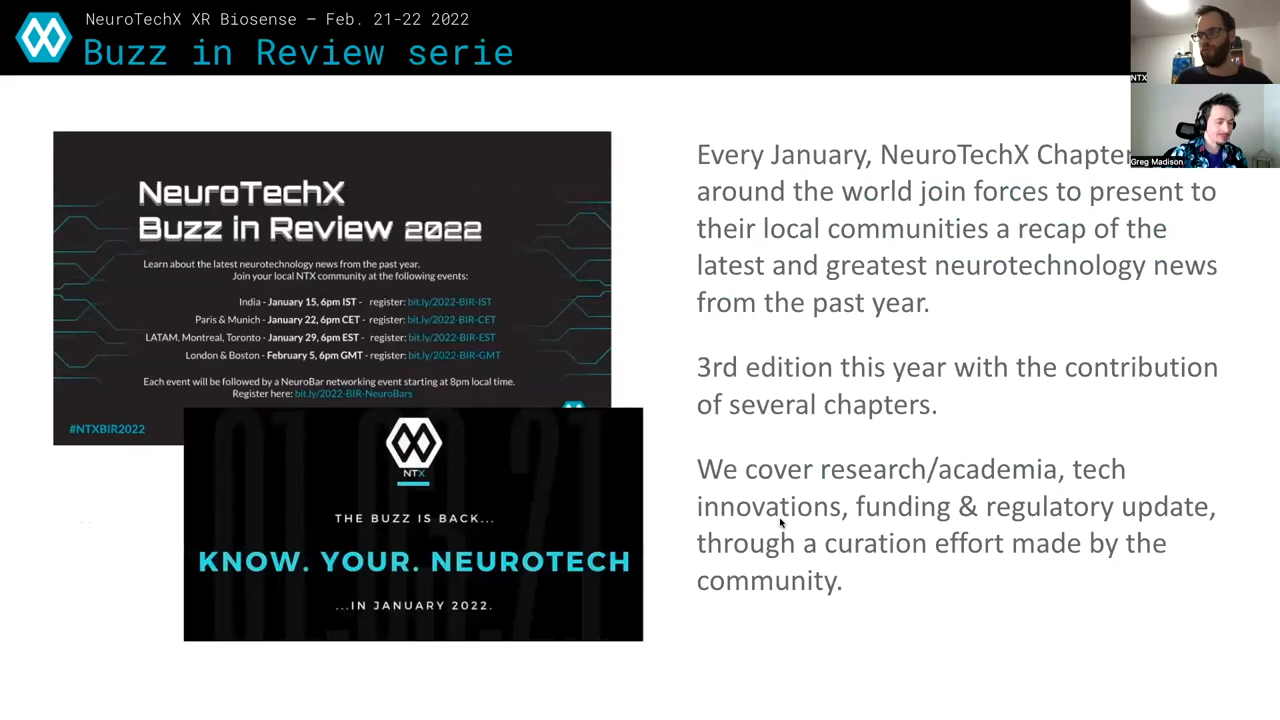 NeuroTechX XR Biosense – Feb. 21-22 2022
Buzz in Review serie
NTX
Greg Madison
NeuroTechX
Buzz in Review 2022
Learn about the latest neurotechnology news from the past year.
Join your local NTX community at the following events:
India - January 15, 6pm IST - register: bit.ly/2022-BIR-IST
Paris & Munich - January 22, 6pm CET - register: bit.ly/2022-BIR-CET
LATAM, Montreal, Toronto - January 29, 6pm EST - register: bit.ly/2022-BIR-EST
London & Boston - February 5, 6pm GMT - register: bit.ly/2022-BIR-GMT
Each event will be followed by a NeuroBar networking event starting at 8pm local time.
Register here: bit.ly/2022-BIR-NeuroBars
#NTXBIR2022
NTX
THE BUZZ IS BACK...
KNOW. YOUR. NEUROTECH
...IN JANUARY 2022.
01.03.21
Every January, NeuroTechX Chapter
around the world join forces to present to
their local communities a recap of the
latest and greatest neurotechnology news
from the past year.
3rd edition this year with the contribution
of several chapters.
We cover research/academia, tech
innovations, funding & regulatory update,
through a curation effort made by the
community.